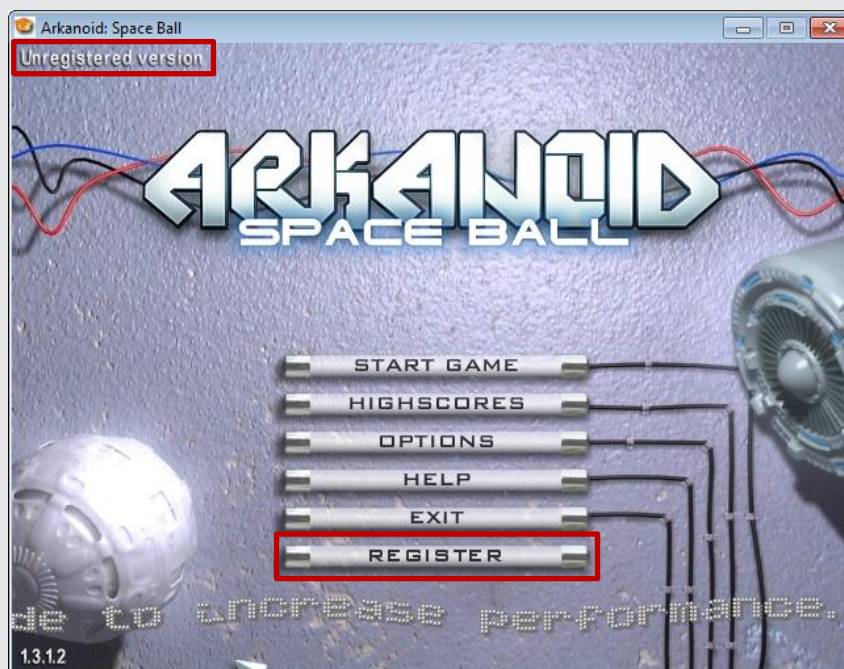 Arkanoid: Space Ball
Unregistered version
ARKANOID
SPACE BALL
START GAME
HIGHSCORES
OPTIONS
HELP
EXIT
REGISTER
de to increase performance.
1.3.1.2